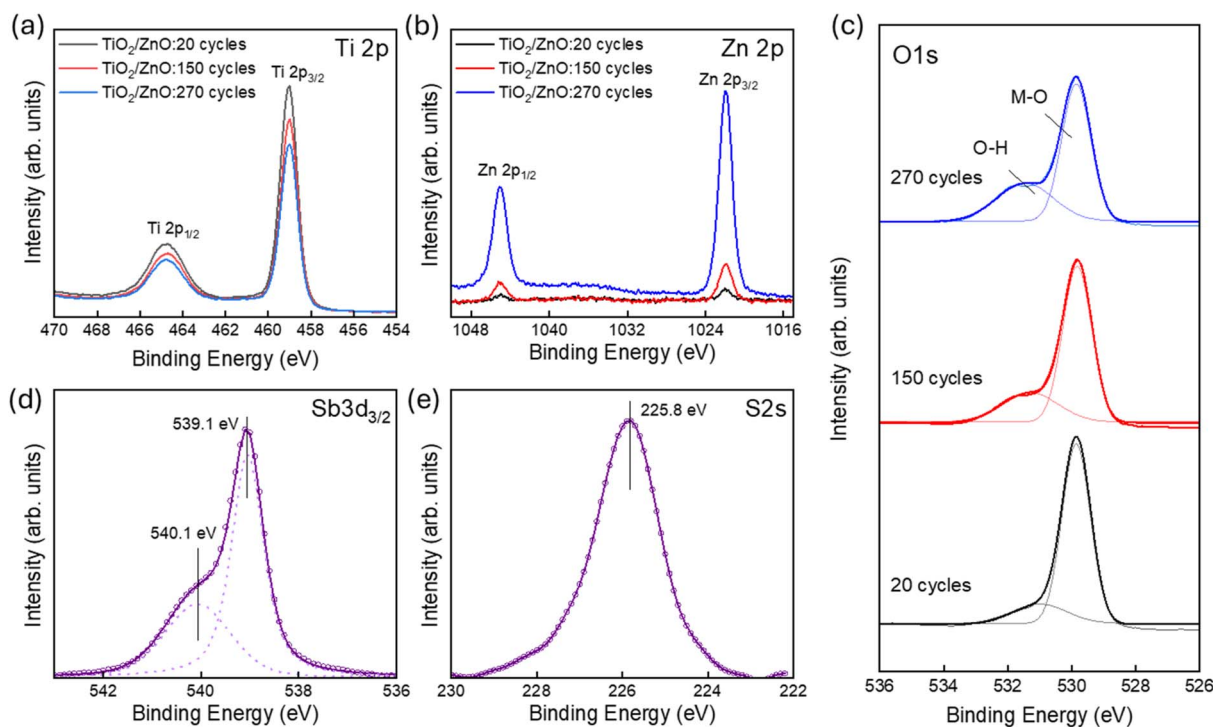 (a)
TiO₂/ZnO:20 cycles
TiO₂/ZnO:150 cycles
TiO₂/ZnO:270 cycles
Ti 2p
Ti 2p₃/₂
Ti 2p₁/₂
Intensity (arb. units)
470 468 466 464 462 460 458 456 454
Binding Energy (eV)
(b)
TiO₂/ZnO:20 cycles
TiO₂/ZnO:150 cycles
TiO₂/ZnO:270 cycles
Zn 2p
Zn 2p₃/₂
Zn 2p₁/₂
Intensity (arb. units)
1048 1040 1032 1024 1016
Binding Energy (eV)
(c)
O1s
M-O
O-H
270 cycles
150 cycles
20 cycles
Intensity (arb. units)
536 534 532 530 528 526
Binding Energy (eV)
(d)
Sb3d₃/₂
539.1 eV
540.1 eV
Intensity (arb. units)
542 540 538 536
Binding Energy (eV)
(e)
S2s
225.8 eV
Intensity (arb. units)
230 228 226 224 222
Binding Energy (eV)